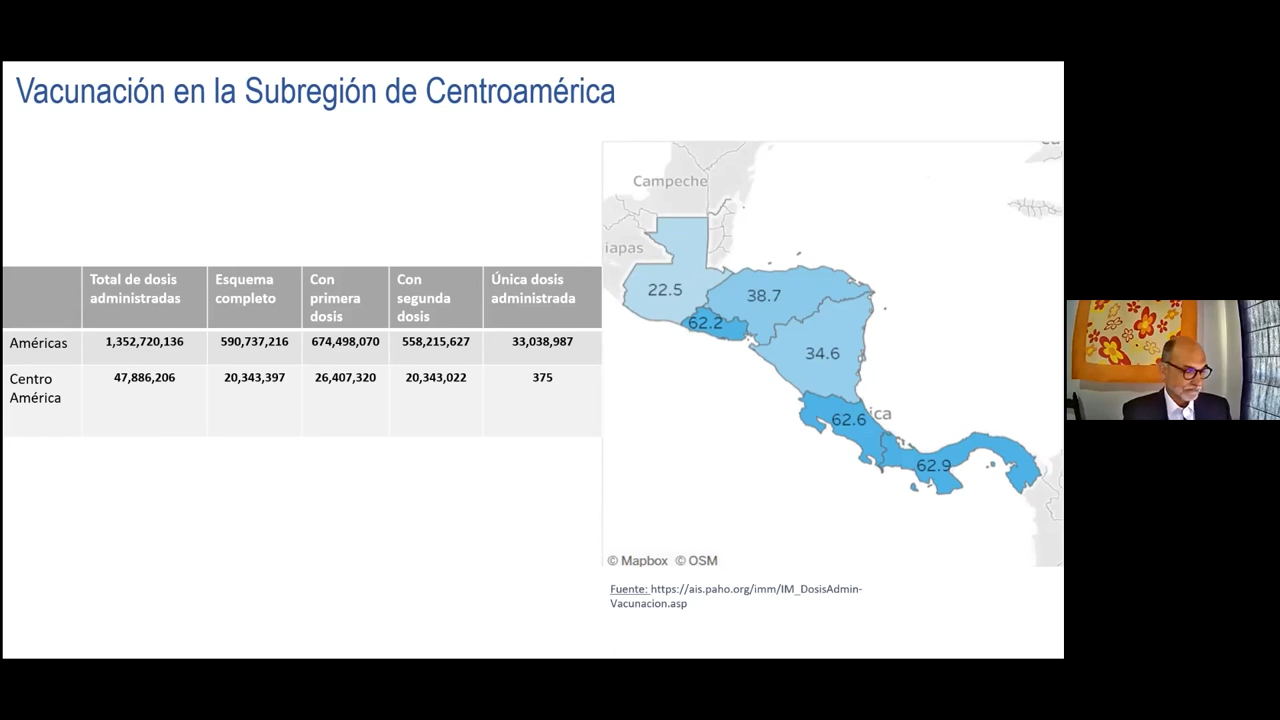 Vacunación en la Subregión de Centroamérica
Total de dosis administradas
Esquema completo
Con primera dosis
Con segunda dosis
Única dosis administrada
Américas
1,352,720,136
590,737,216
674,498,070
558,215,627
33,038,987
Centro América
47,886,206
20,343,397
26,407,320
20,343,022
375
Campeche
iapas
22.5
38.7
62.2
34.6
62.6
ica
62.9
© Mapbox © OSM
Fuente: https://ais.paho.org/imm/IM_DosisAdmin-
Vacunacion.asp